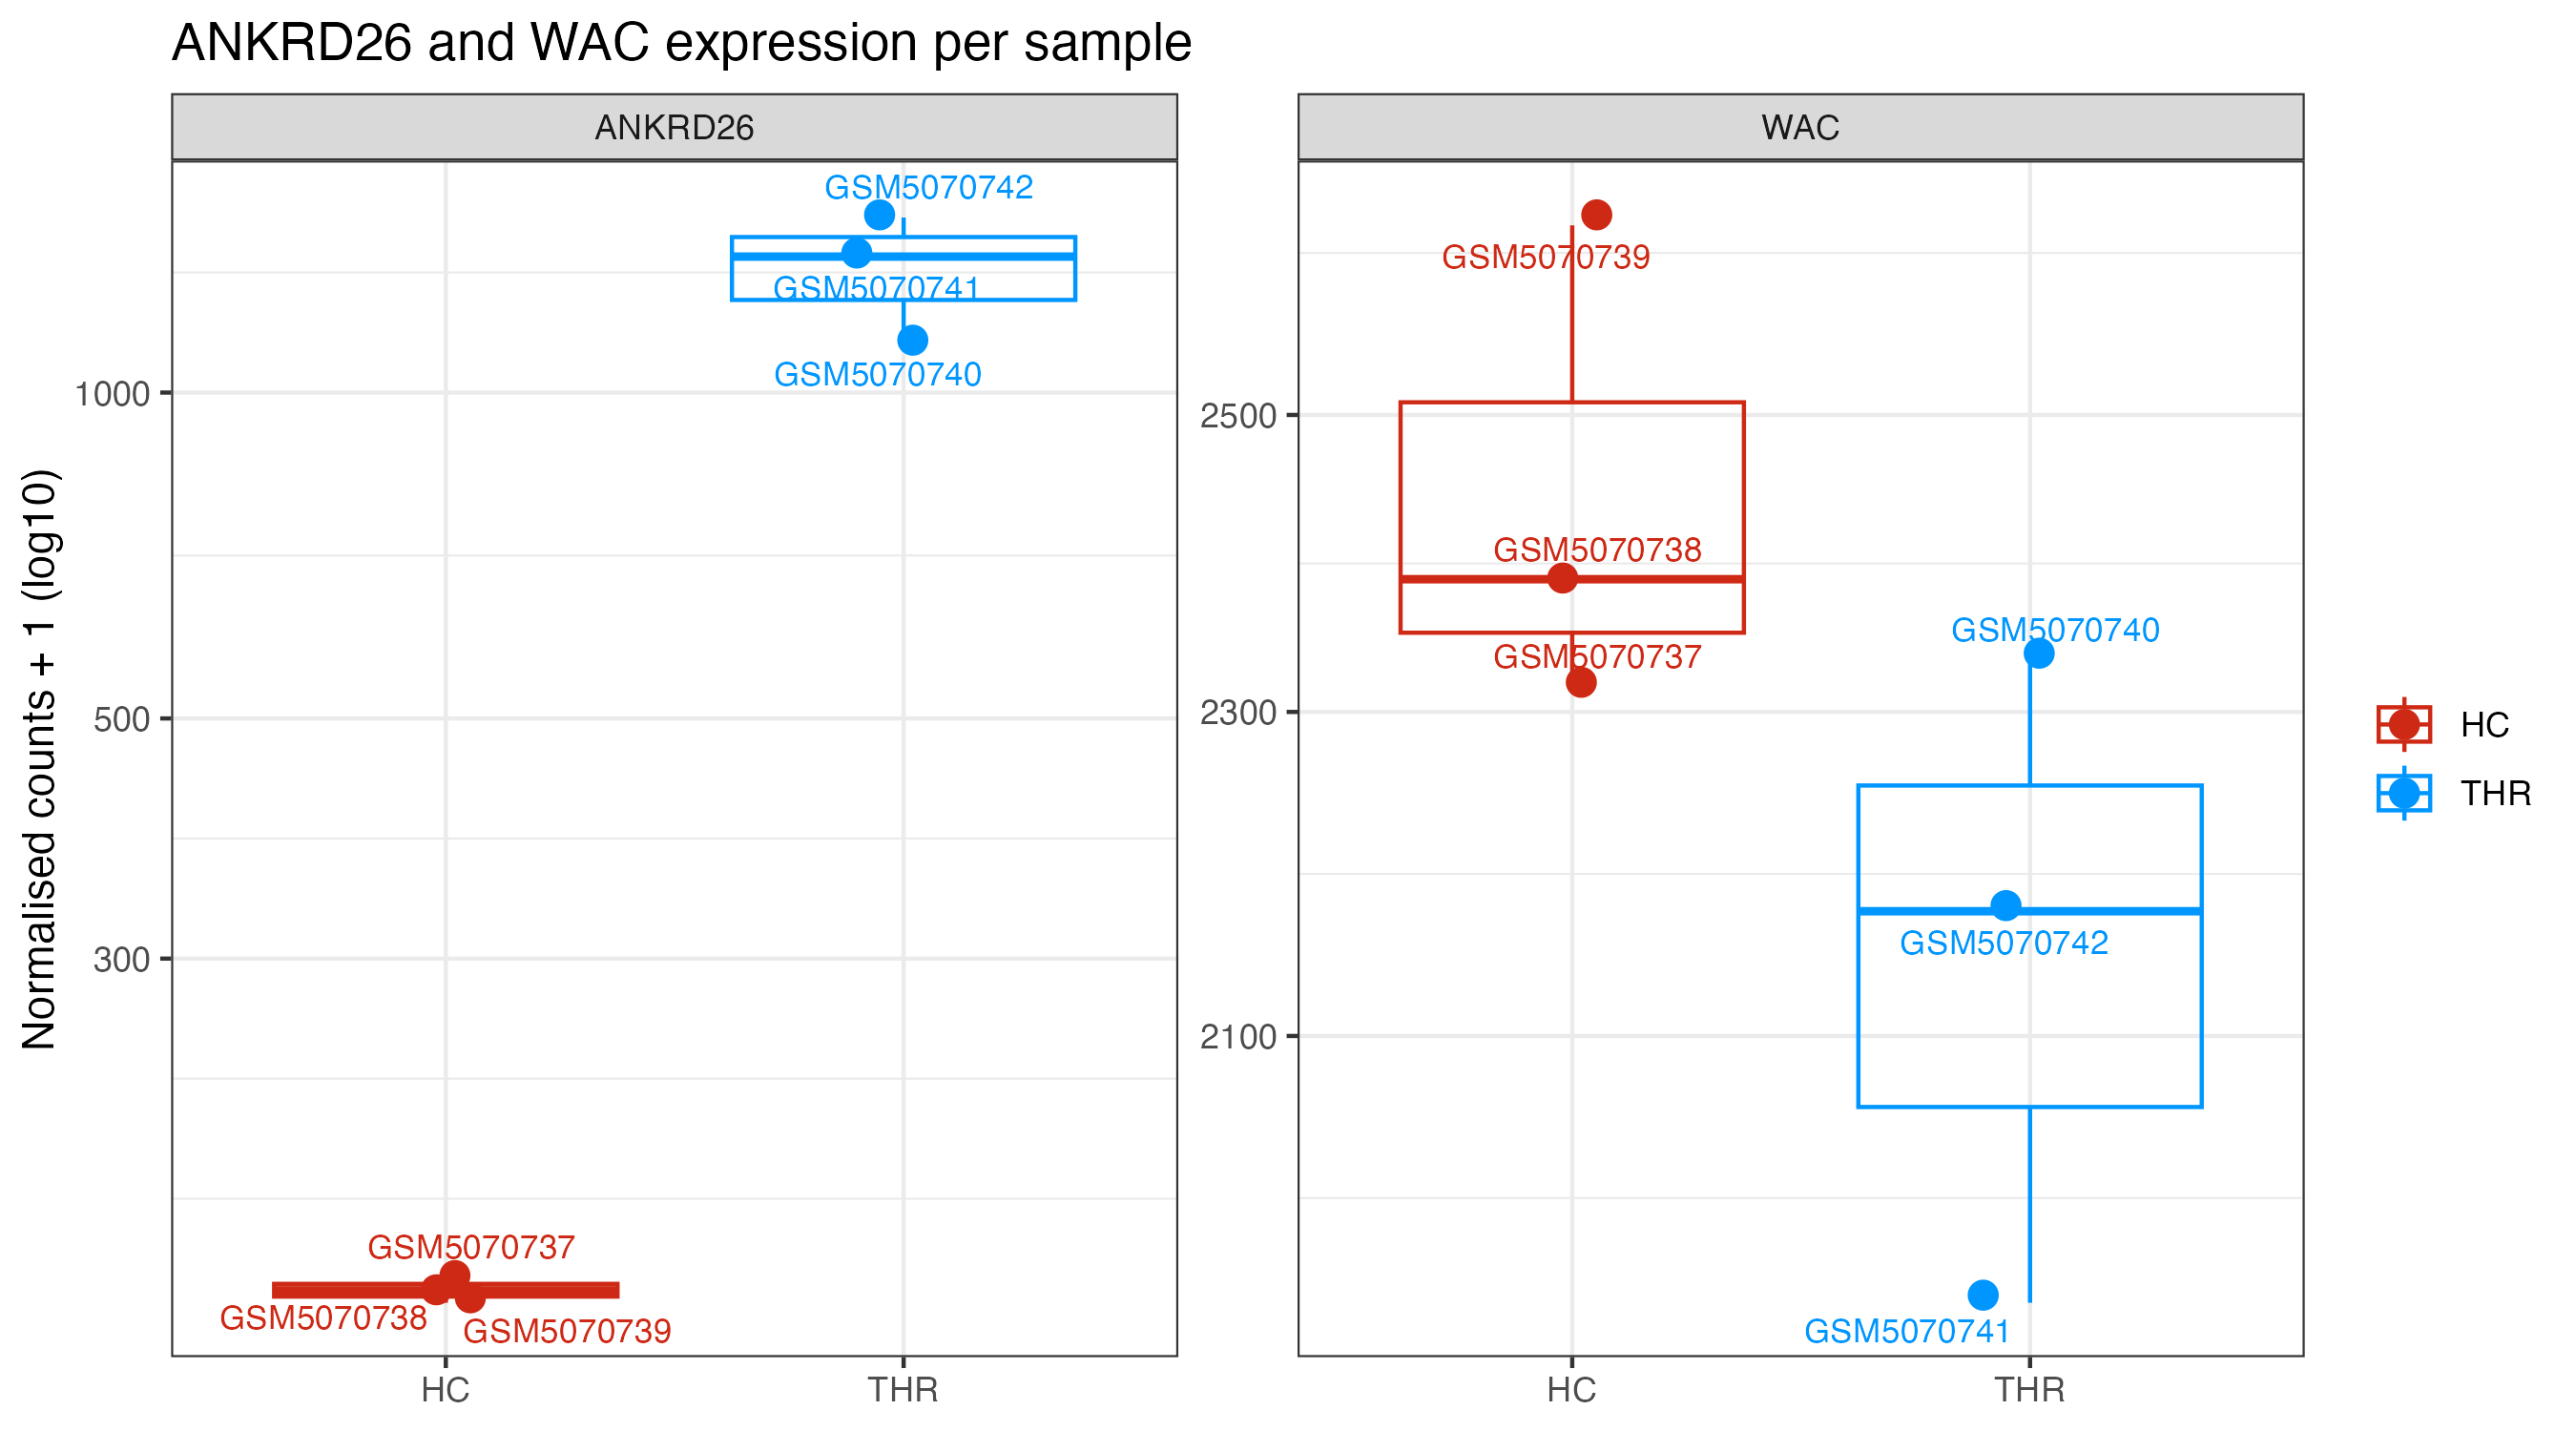 ANKRD26 and WAC expression per sample
ANKRD26
WAC
Normalised counts + 1 (log10)
1000
500
300
GSM5070742
GSM5070741
GSM5070740
GSM5070737
GSM5070738
GSM5070739
HC
THR
2500
2300
2100
GSM5070739
GSM5070738
GSM5070737
GSM5070740
GSM5070742
GSM5070741
HC
THR
HC
THR